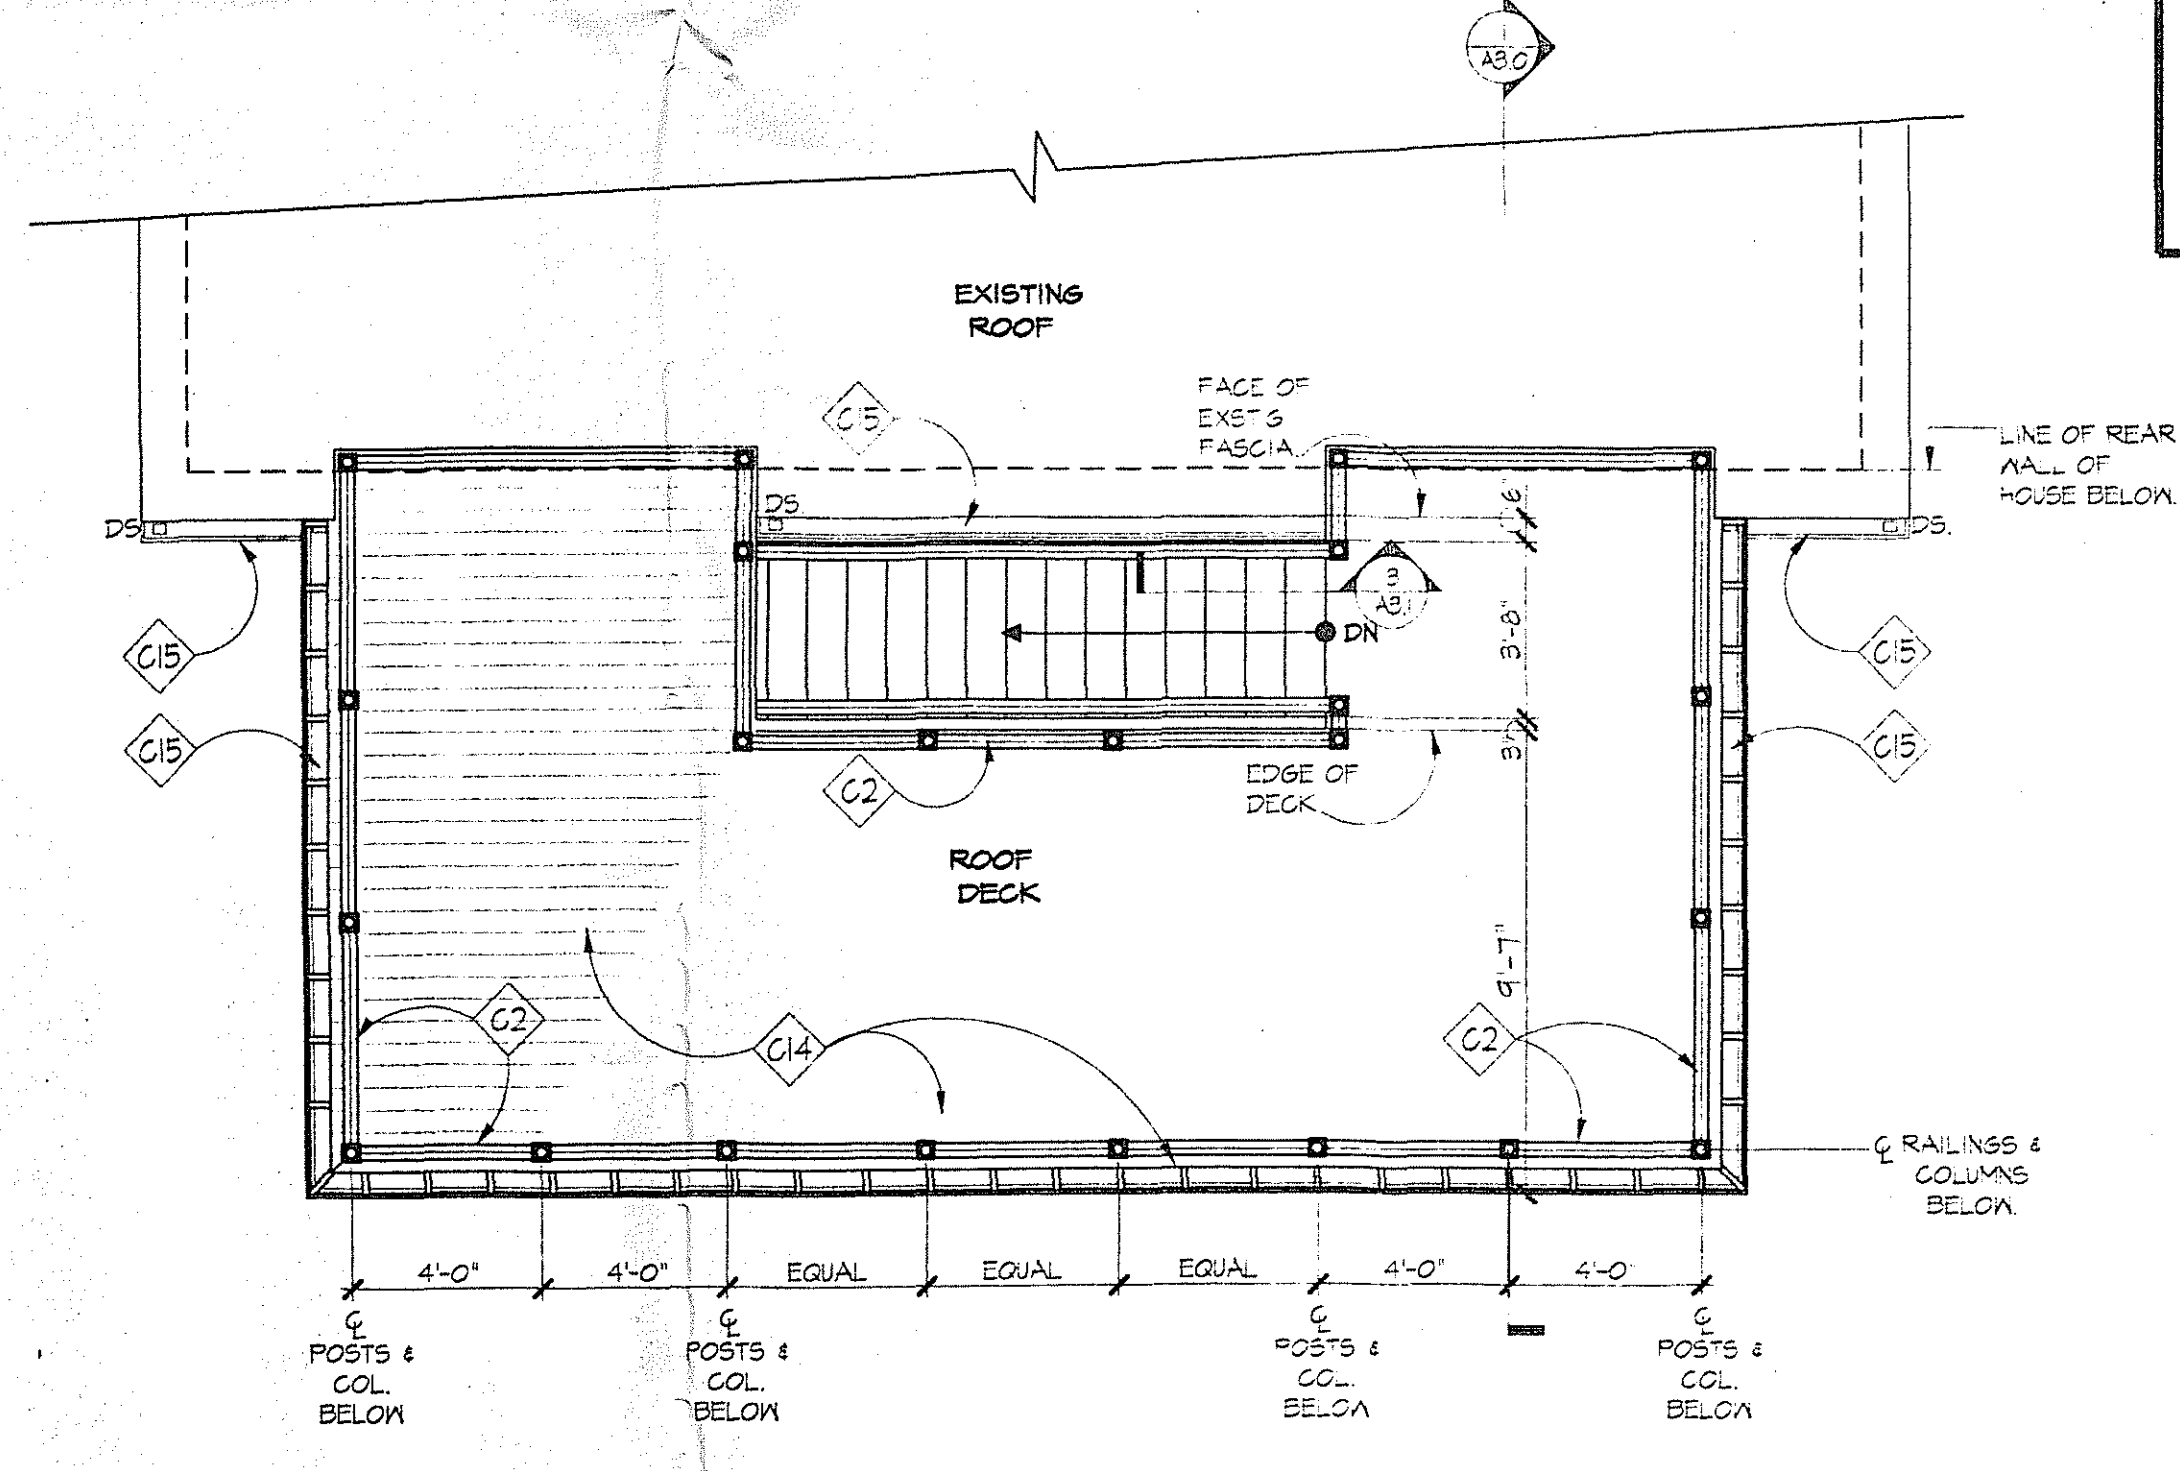 A3.0
EXISTING
ROOF
C15
FACE OF
EXST'G
FASCIA.
LINE OF REAR
WALL OF
HOUSE BELOW.
DS
DS
DS.
6"
3
A3.1
DN
3'-8"
C15
C15
C15
C15
3"
C2
EDGE OF
DECK
ROOF
DECK
9'-7"
C2
C14
C2
℄ RAILINGS &
COLUMNS
BELOW.
4'-0" 4'-0" EQUAL EQUAL EQUAL 4'-0" 4'-0
℄ ℄ ℄ ℄
POSTS & POSTS & POSTS & POSTS &
COL. COL. COL. COL.
BELOW BELOW BELOW BELOW